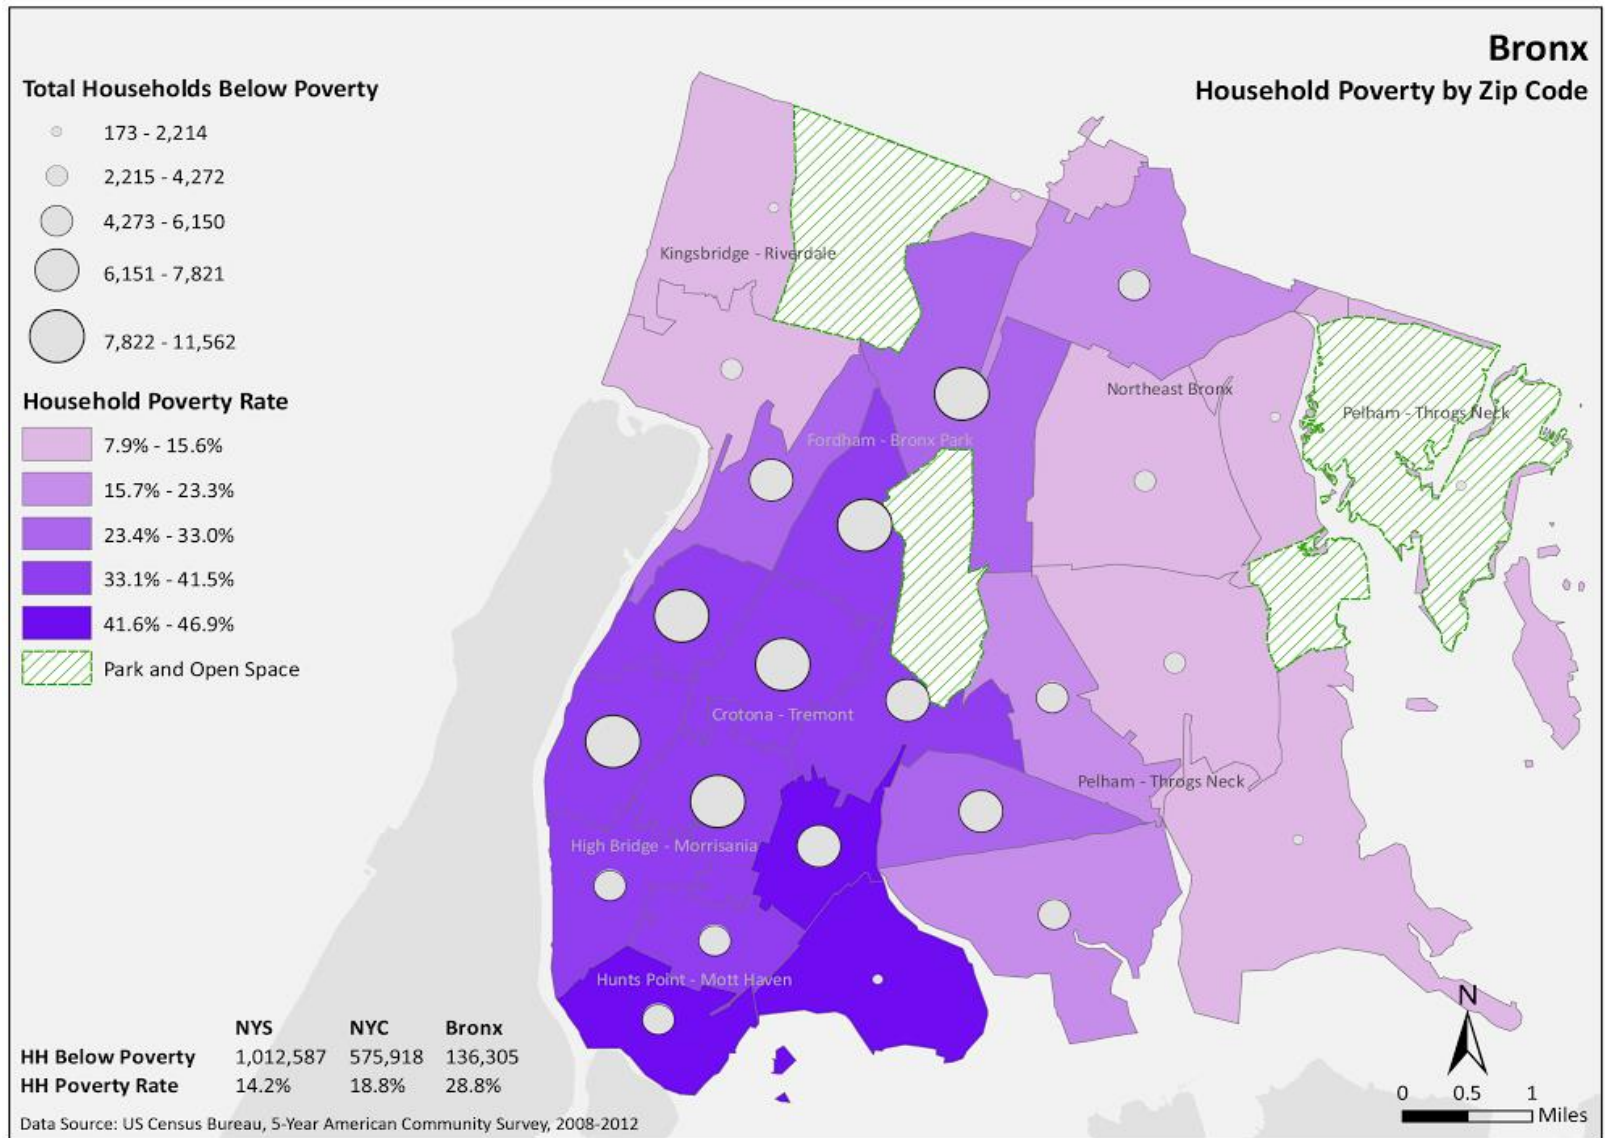 Bronx
Household Poverty by Zip Code
Total Households Below Poverty
173 - 2,214
2,215 - 4,272
4,273 - 6,150
6,151 - 7,821
7,822 - 11,562
Household Poverty Rate
7.9% - 15.6%
15.7% - 23.3%
23.4% - 33.0%
33.1% - 41.5%
41.6% - 46.9%
Park and Open Space
Kingsbridge - Riverdale
Northeast Bronx
Pelham - Throgs Neck
Fordham - Bronx Park
Crotona - Tremont
Pelham - Throgs Neck
High Bridge - Morrisania
Hunts Point - Mott Haven
NYS NYC Bronx
HH Below Poverty 1,012,587 575,918 136,305
HH Poverty Rate 14.2% 18.8% 28.8%
Data Source: US Census Bureau, 5-Year American Community Survey, 2008-2012
N
0 0.5 1
Miles